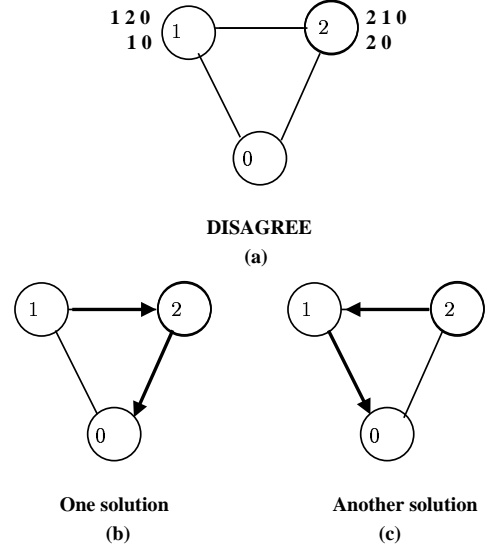 1 2 0
1 0
1
2
2 1 0
2 0
0
DISAGREE
(a)
1
2
0
One solution
(b)
1
2
0
Another solution
(c)